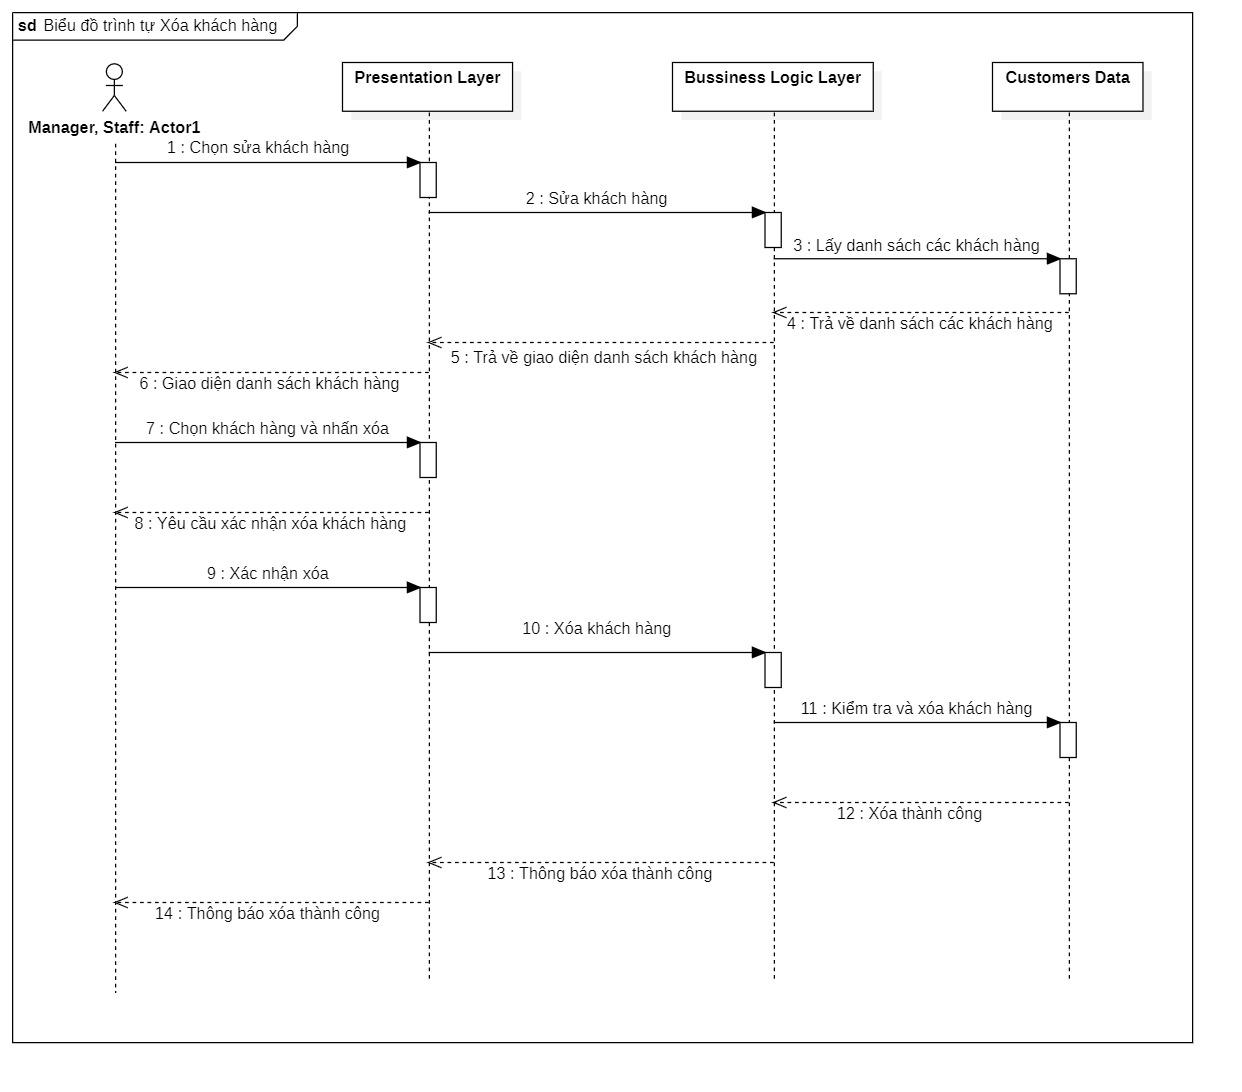 sd Biểu đồ trình tự Xóa khách hàng
Presentation Layer
Bussiness Logic Layer
Customers Data
Manager, Staff: Actor1
1 : Chọn sửa khách hàng
2 : Sửa khách hàng
3 : Lấy danh sách các khách hàng
4 : Trả về danh sách các khách hàng
5 : Trả về giao diện danh sách khách hàng
6 : Giao diện danh sách khách hàng
7 : Chọn khách hàng và nhấn xóa
8 : Yêu cầu xác nhận xóa khách hàng
9 : Xác nhận xóa
10 : Xóa khách hàng
11 : Kiểm tra và xóa khách hàng
12 : Xóa thành công
13 : Thông báo xóa thành công
14 : Thông báo xóa thành công